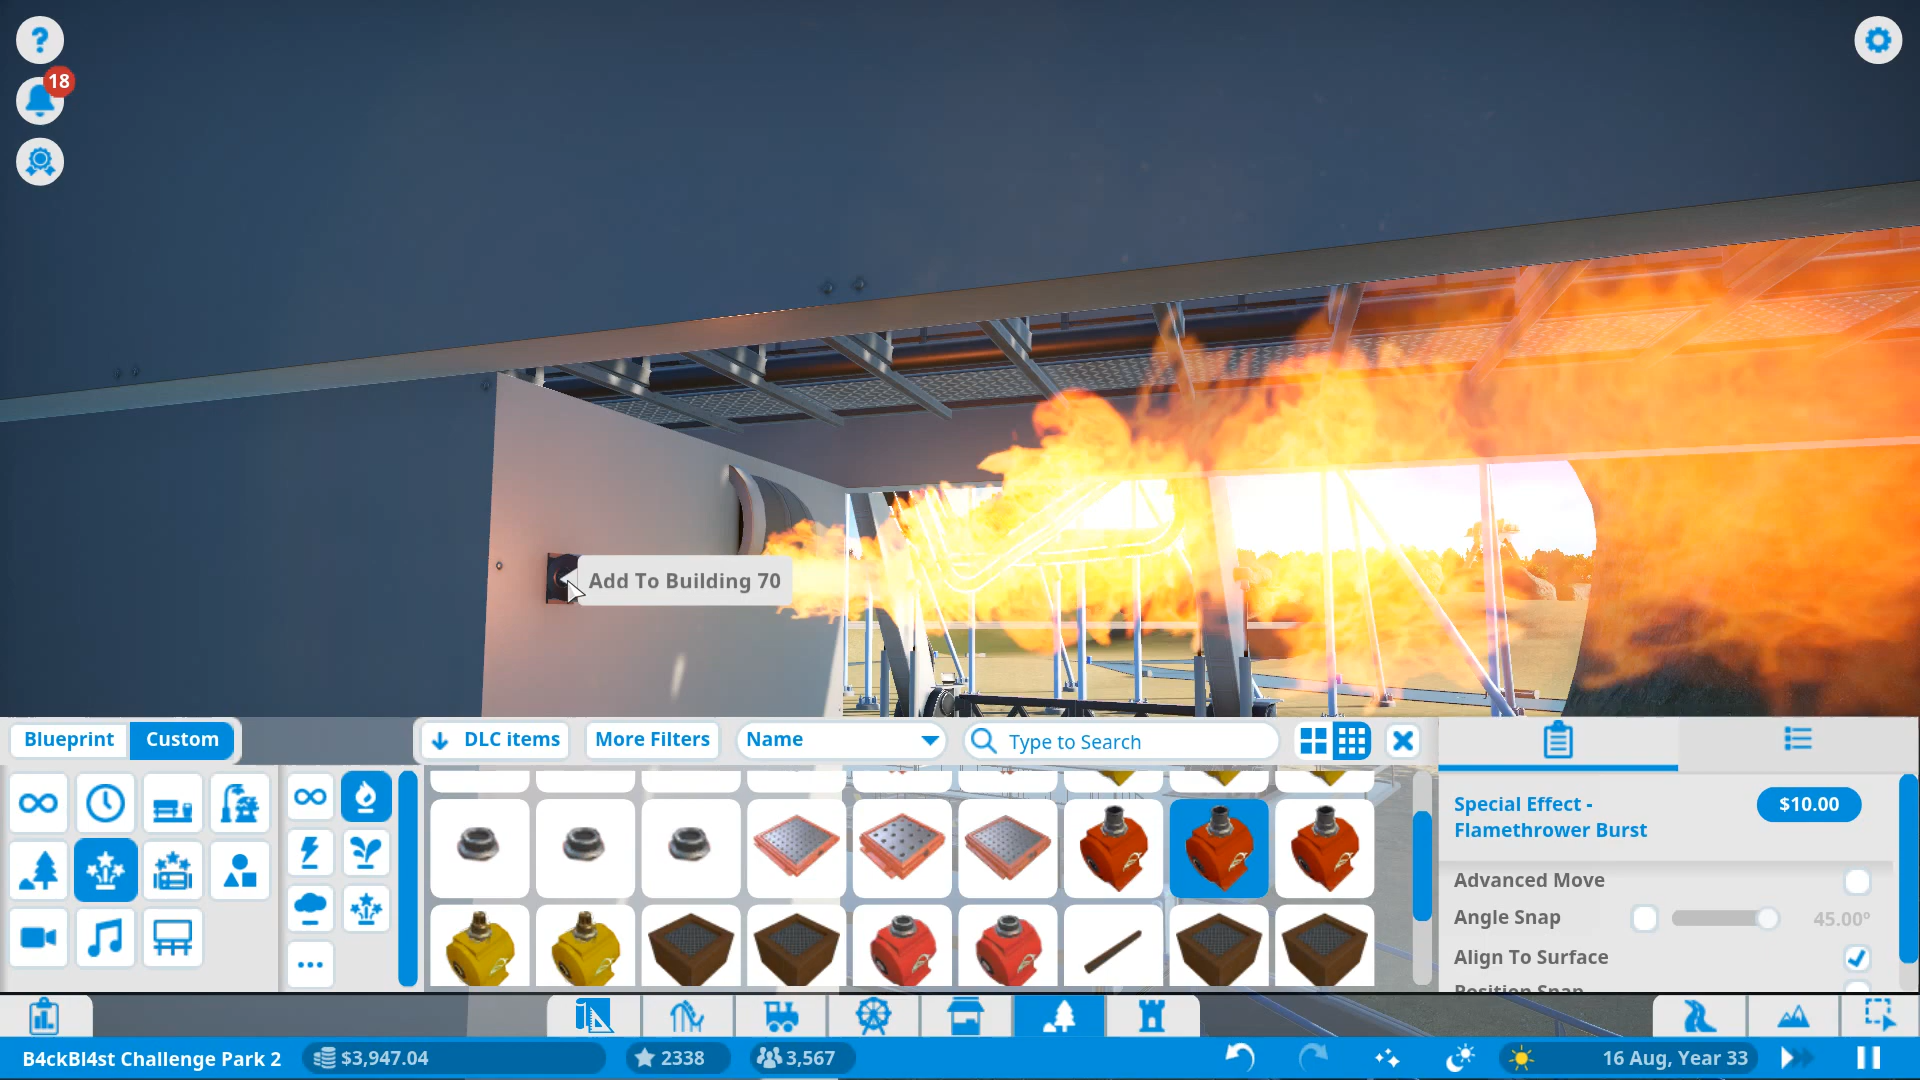 ?
18
Add To Building 70
Blueprint
Custom
DLC items
More Filters
Name
Type to Search
Special Effect -
Flamethrower Burst
$10.00
Advanced Move
Angle Snap
45.00°
Align To Surface
Position Snap
B4ckBl4st Challenge Park 2
$3,947.04
2338
3,567
16 Aug, Year 33